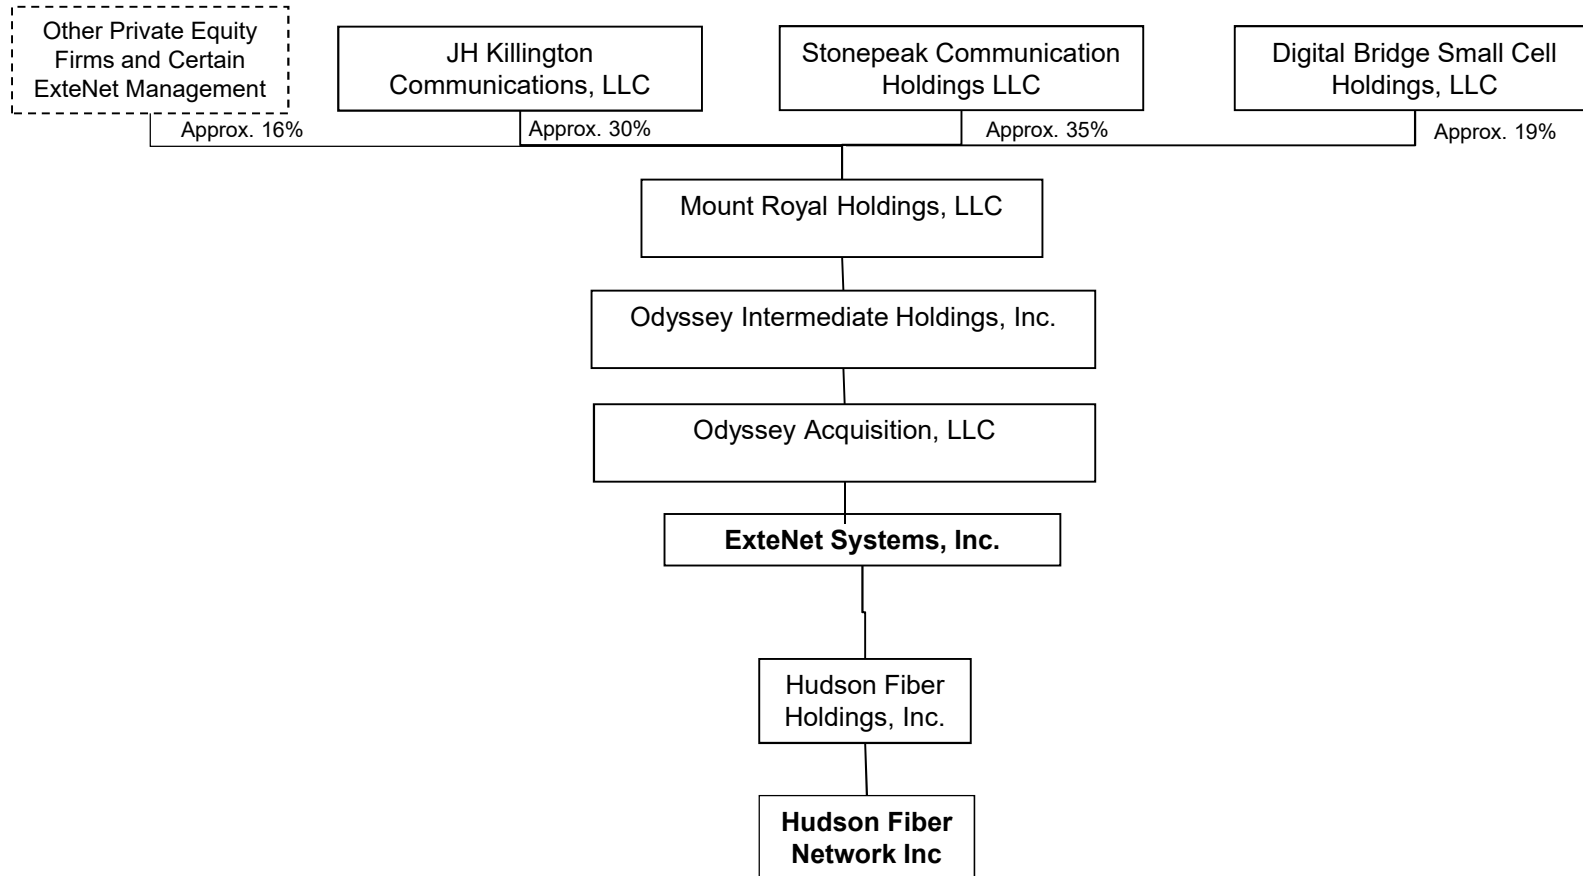 Other Private Equity
Firms and Certain
ExteNet Management
JH Killington
Communications, LLC
Stonepeak Communication
Holdings LLC
Digital Bridge Small Cell
Holdings, LLC
Approx. 16%
Approx. 30%
Approx. 35%
Approx. 19%
Mount Royal Holdings, LLC
Odyssey Intermediate Holdings, Inc.
Odyssey Acquisition, LLC
ExteNet Systems, Inc.
Hudson Fiber
Holdings, Inc.
Hudson Fiber
Network Inc